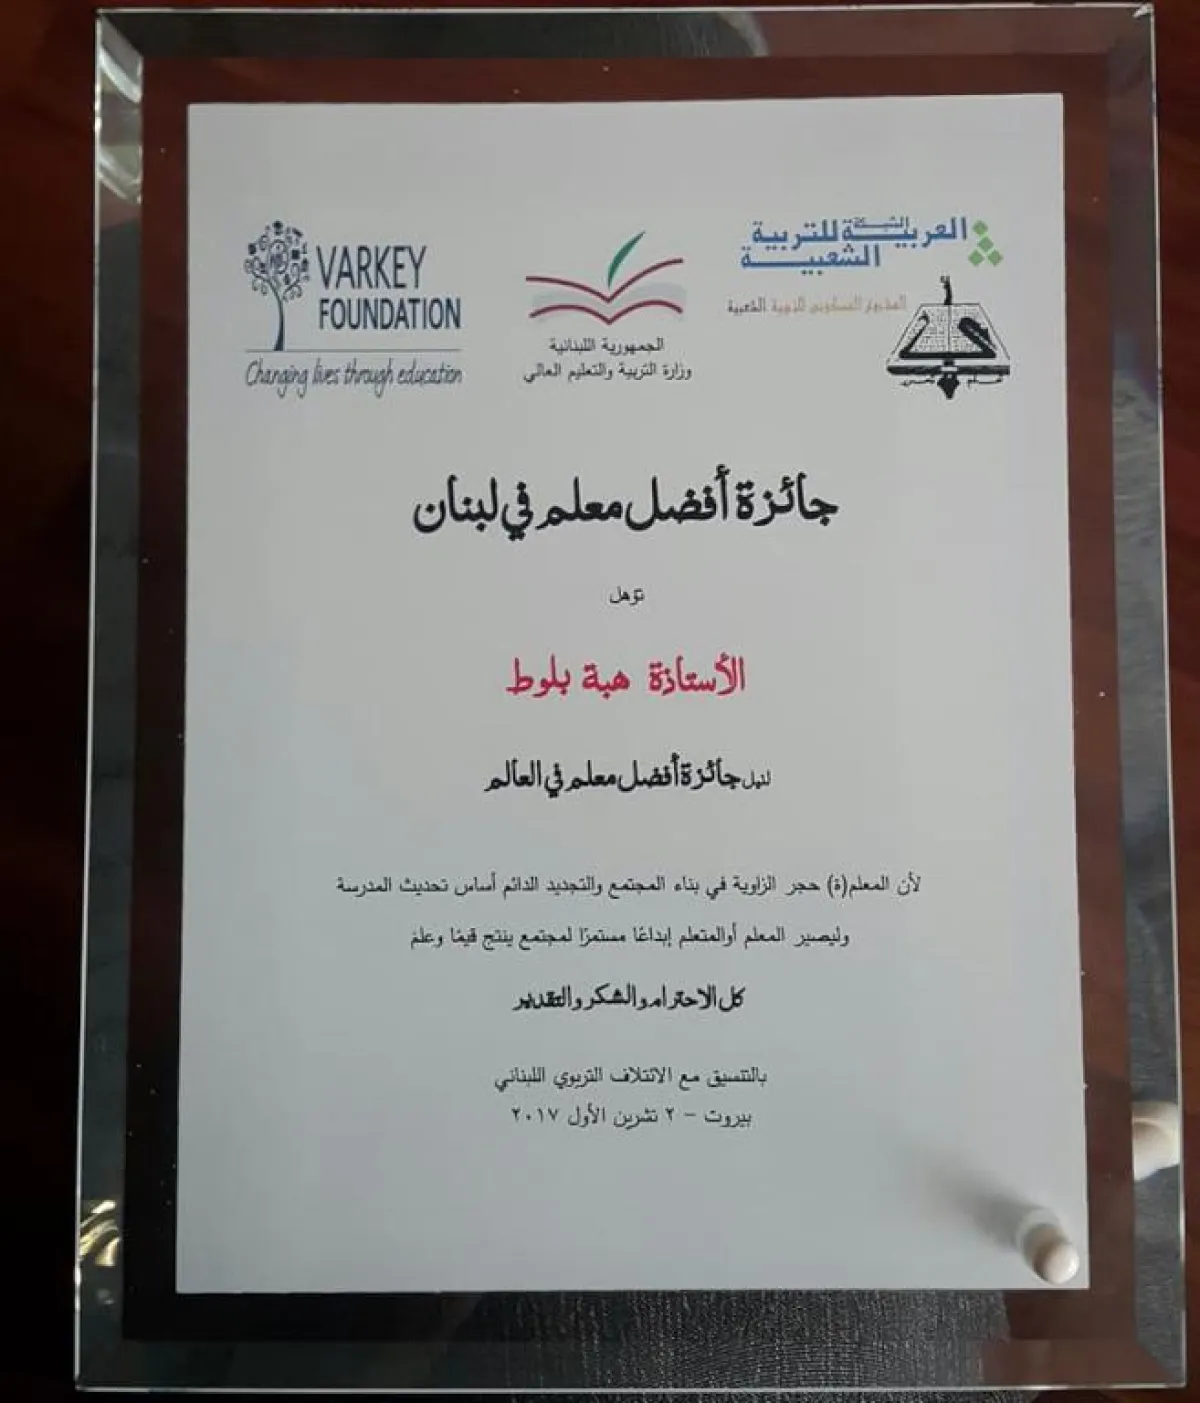 VARKEY
FOUNDATION
Changing lives through education
الجمهورية اللبنانية
وزارة التربية والتعليم العالي
الشبكة
العربية للتربية
الشعبية
للتربية الشعبية
جائزة أفضل معلم في لبنان
تؤهل
الأستاذة هبة بلوط
لنيل جائزة أفضل معلم في العالم
لأن المعلم(ة) حجر الزاوية في بناء المجتمع والتجديد الدائم أساس تحديث المدرسة
وليصير المعلم أوالمتعلم إبداعًا مستمرًا لمجتمع ينتج قيمًا وعلمً
كل الاحترام والشكر والتقدير
بالتنسيق مع الائتلاف التربوي اللبناني
بيروت – ٢ تشرين الأول ٢٠١٧